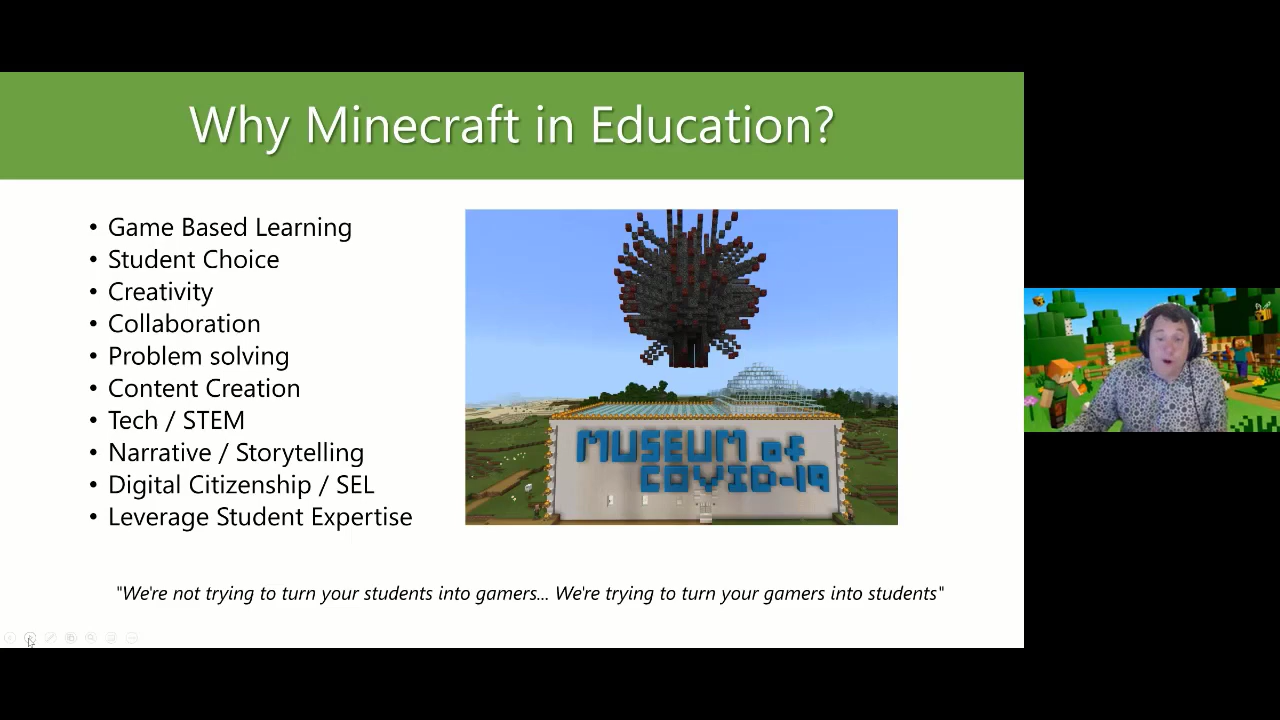 Why Minecraft in Education?
• Game Based Learning
• Student Choice
• Creativity
• Collaboration
• Problem solving
• Content Creation
• Tech / STEM
• Narrative / Storytelling
• Digital Citizenship / SEL
• Leverage Student Expertise
MUSEUM of
COVID-19
"We're not trying to turn your students into gamers... We're trying to turn your gamers into students"